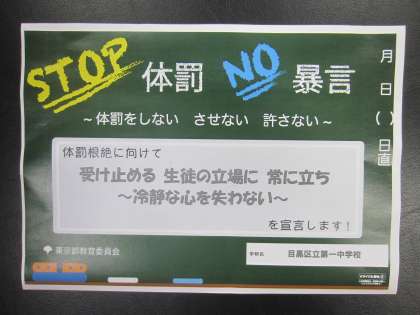 STOP 体罰 NO 暴言
～体罰をしない させない 許さない～
月
日
( )
日直
体罰根絶に向けて
受け止める 生徒の立場に 常に立ち
～冷静な心を失わない～
を宣言します！
東京都教育委員会
学校名 目黒区立第一中学校